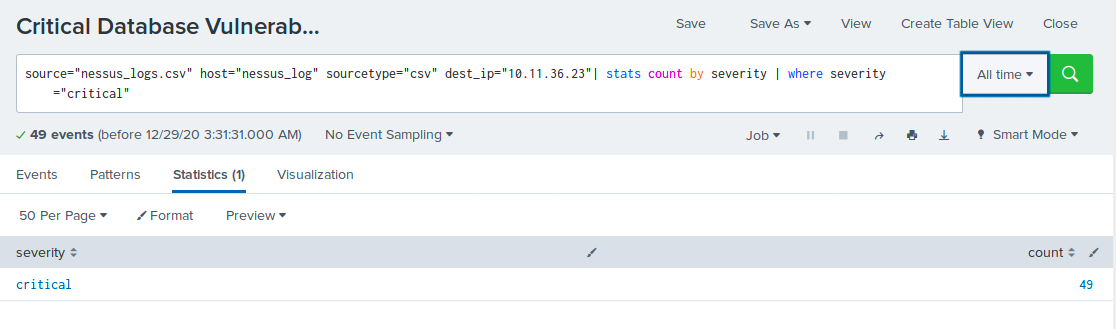 Critical Database Vulnerab...
Save Save As View Create Table View Close
source="nessus_logs.csv" host="nessus_log" sourcetype="csv" dest_ip="10.11.36.23"| stats count by severity | where severity
="critical"
All time
49 events (before 12/29/20 3:31:31.000 AM) No Event Sampling Job Smart Mode
Events Patterns Statistics (1) Visualization
50 Per Page Format Preview
severity count
critical 49